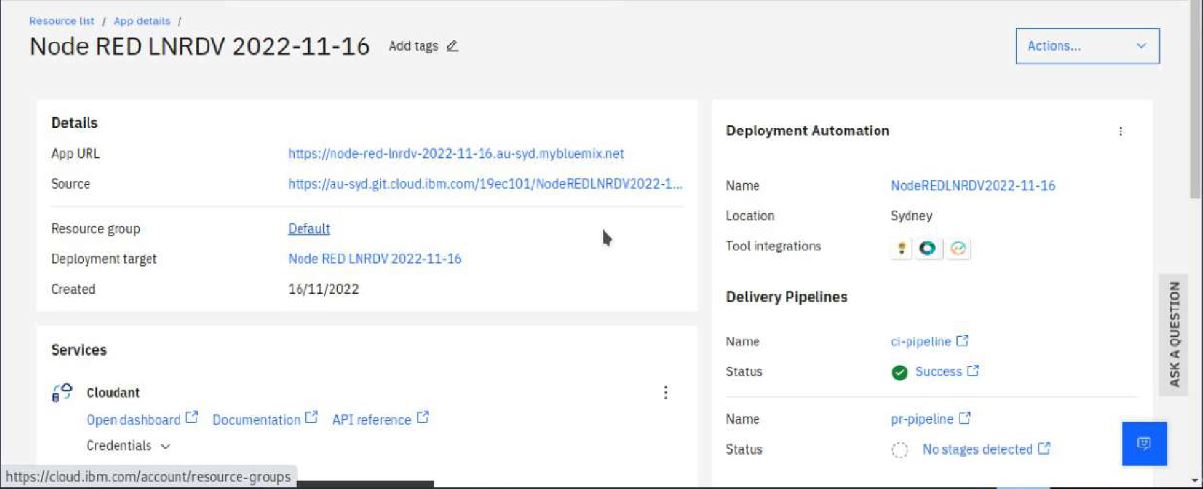 Resource list / App details /
Node RED LNRDV 2022-11-16 Add tags
Actions...
Details
App URL https://node-red-lnrdv-2022-11-16.au-syd.mybluemix.net
Source https://au-syd.git.cloud.ibm.com/19ec101/NodeREDLNRDV2022-1...
Resource group Default
Deployment target Node RED LNRDV 2022-11-16
Created 16/11/2022
Services
Cloudant
Open dashboard Documentation API reference
Credentials
Deployment Automation
Name NodeREDLNRDV2022-11-16
Location Sydney
Tool integrations
Delivery Pipelines
Name ci-pipeline
Status Success
Name pr-pipeline
Status No stages detected
ASK A QUESTION
https://cloud.ibm.com/account/resource-groups